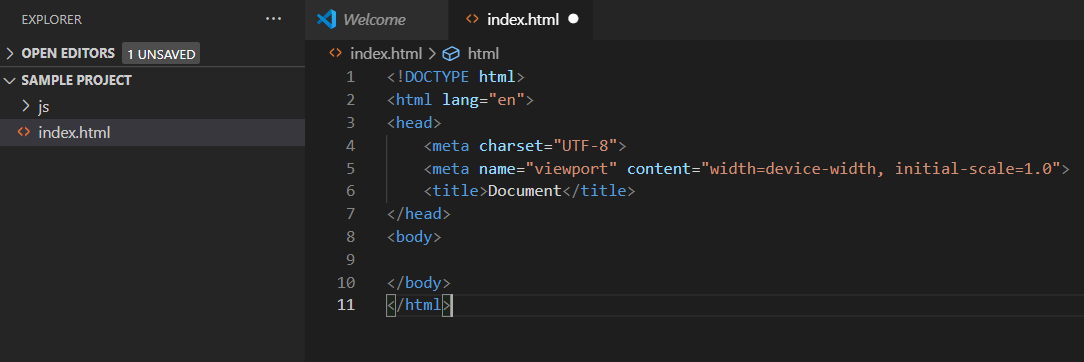 EXPLORER
OPEN EDITORS 1 UNSAVED
SAMPLE PROJECT
js
index.html
Welcome
index.html
index.html > html
1 <!DOCTYPE html>
2 <html lang="en">
3 <head>
4     <meta charset="UTF-8">
5     <meta name="viewport" content="width=device-width, initial-scale=1.0">
6     <title>Document</title>
7 </head>
8 <body>
9
10 </body>
11 </html>